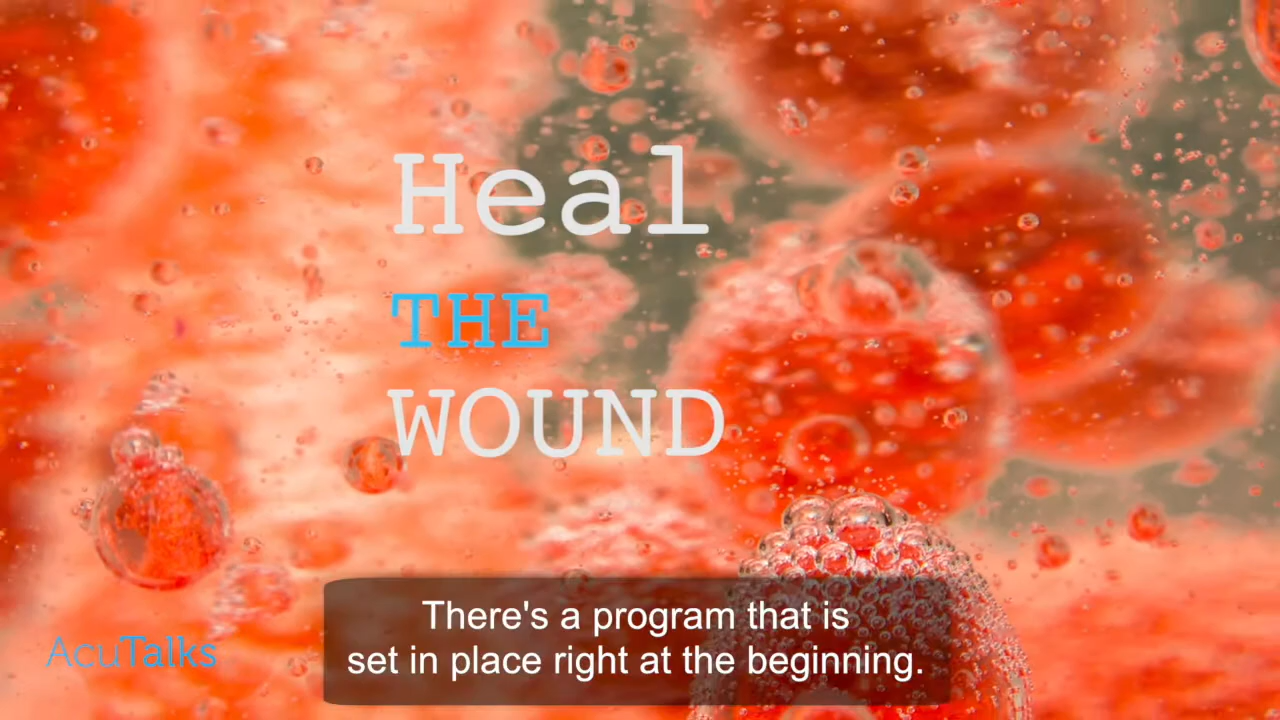 Heal
THE
WOUND
There's a program that is
set in place right at the beginning.
AcuTalks